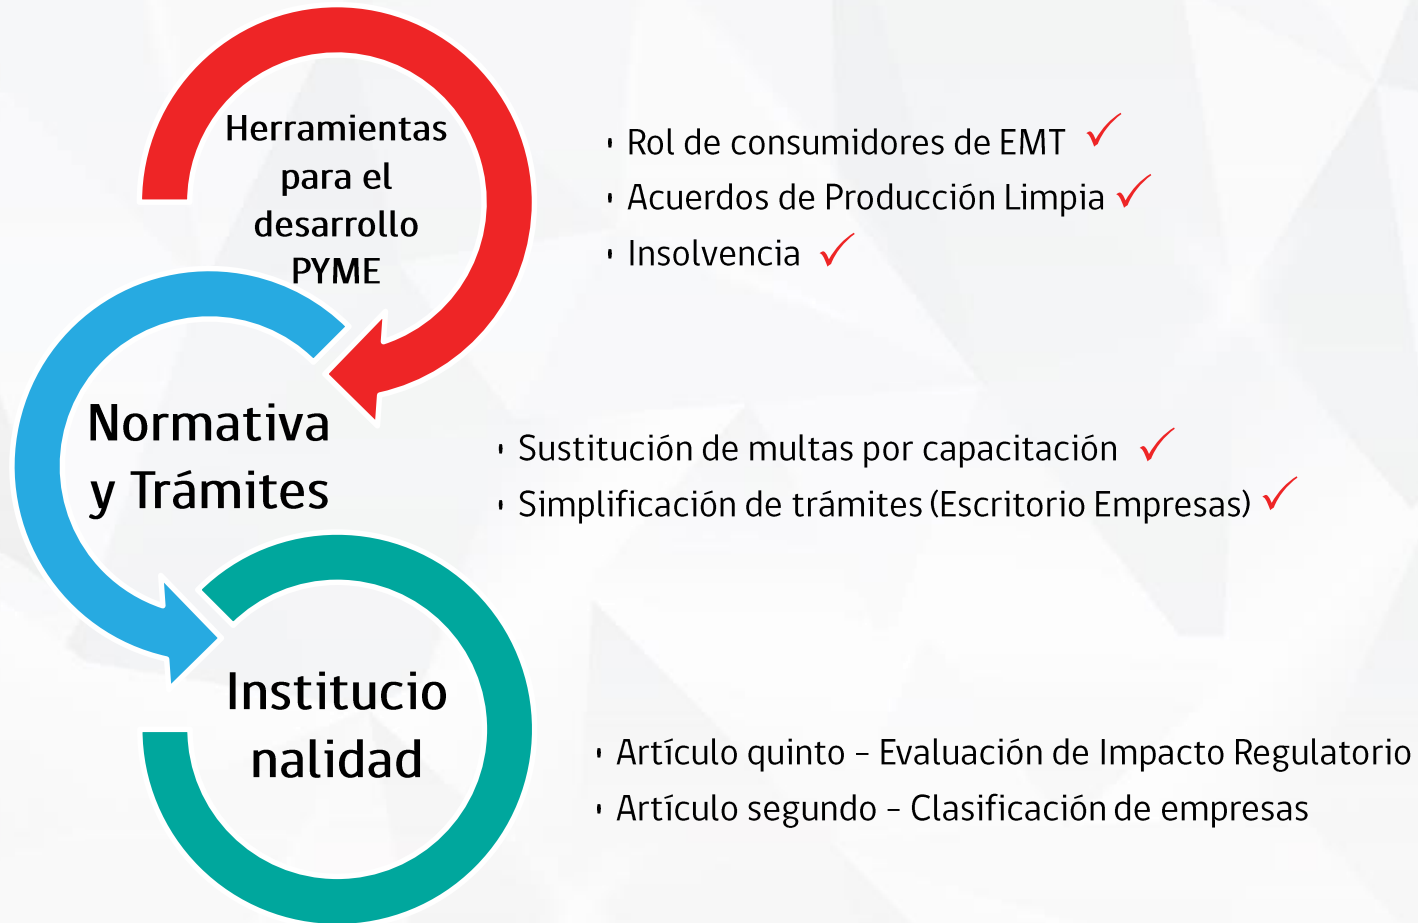 Herramientas
para el
desarrollo
PYME
• Rol de consumidores de EMT ✓
• Acuerdos de Producción Limpia ✓
• Insolvencia ✓
Normativa
y Trámites
• Sustitución de multas por capacitación ✓
• Simplificación de trámites (Escritorio Empresas) ✓
Institucio
nalidad
• Artículo quinto – Evaluación de Impacto Regulatorio
• Artículo segundo – Clasificación de empresas